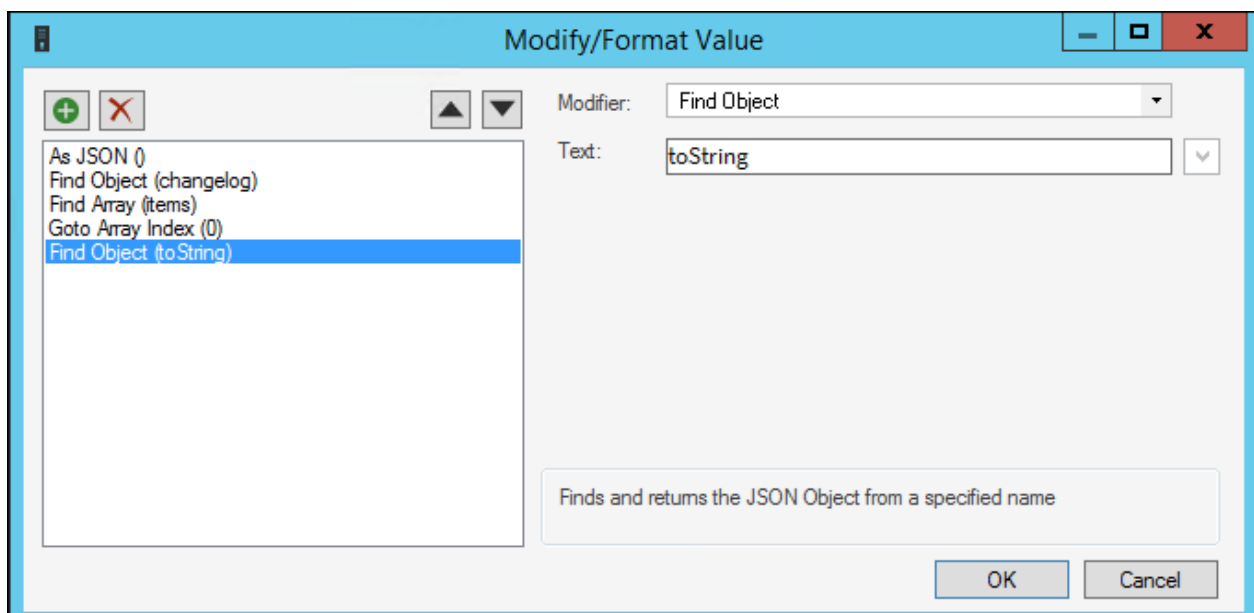 Modify/Format Value
As JSON ()
Find Object (changelog)
Find Array (items)
Goto Array Index (0)
Find Object (toString)
Modifier:
Find Object
Text:
toString
Finds and returns the JSON Object from a specified name
OK
Cancel